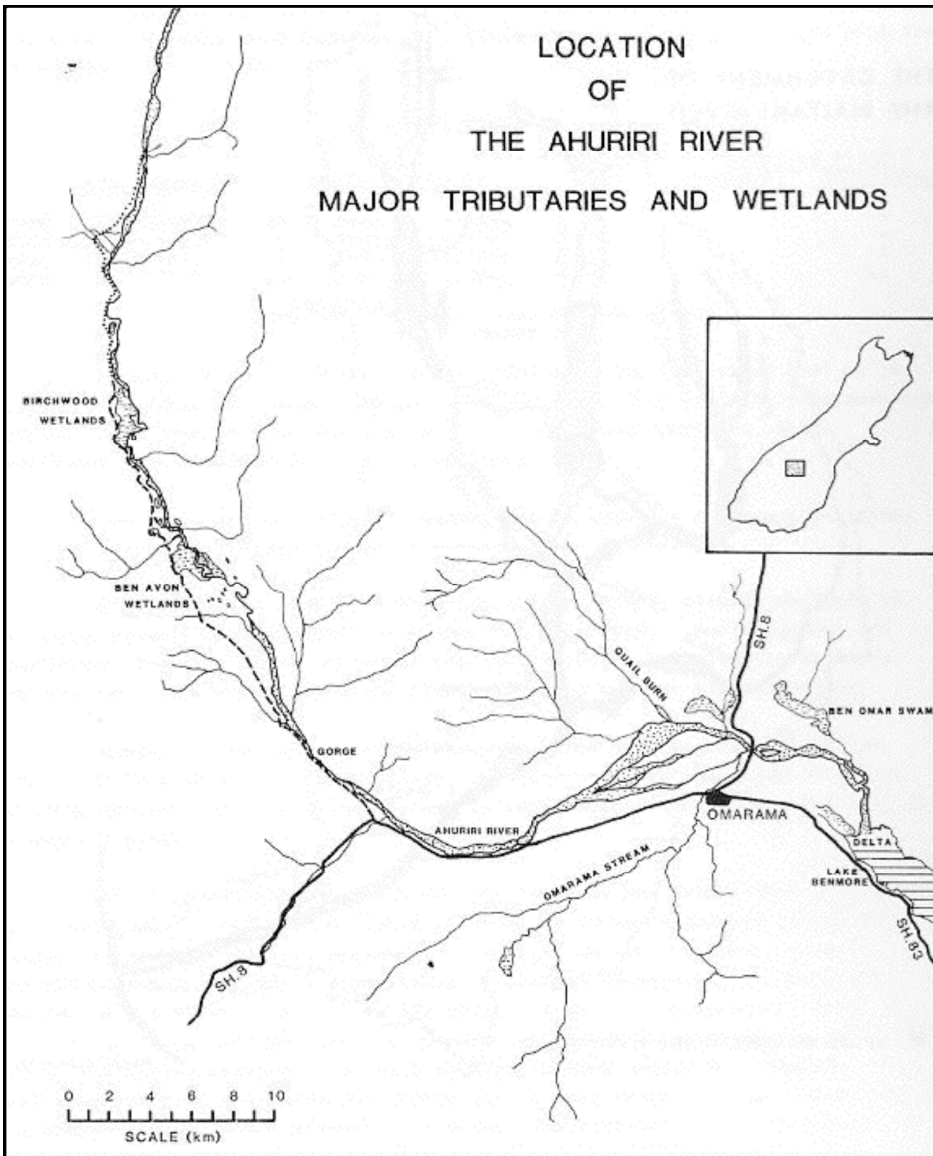 LOCATION
OF
THE AHURIRI RIVER
MAJOR TRIBUTARIES AND WETLANDS
BIRCHWOOD
WETLANDS
BEN AVON
WETLANDS
QUAIL BURN
SH.8
BEN OMAR SWAM
GORGE
AHURIRI RIVER
OMARAMA
DELTA
LAKE
BENMORE
OMARAMA STREAM
SH.83
SH.8
0 2 4 6 8 10
SCALE (km)